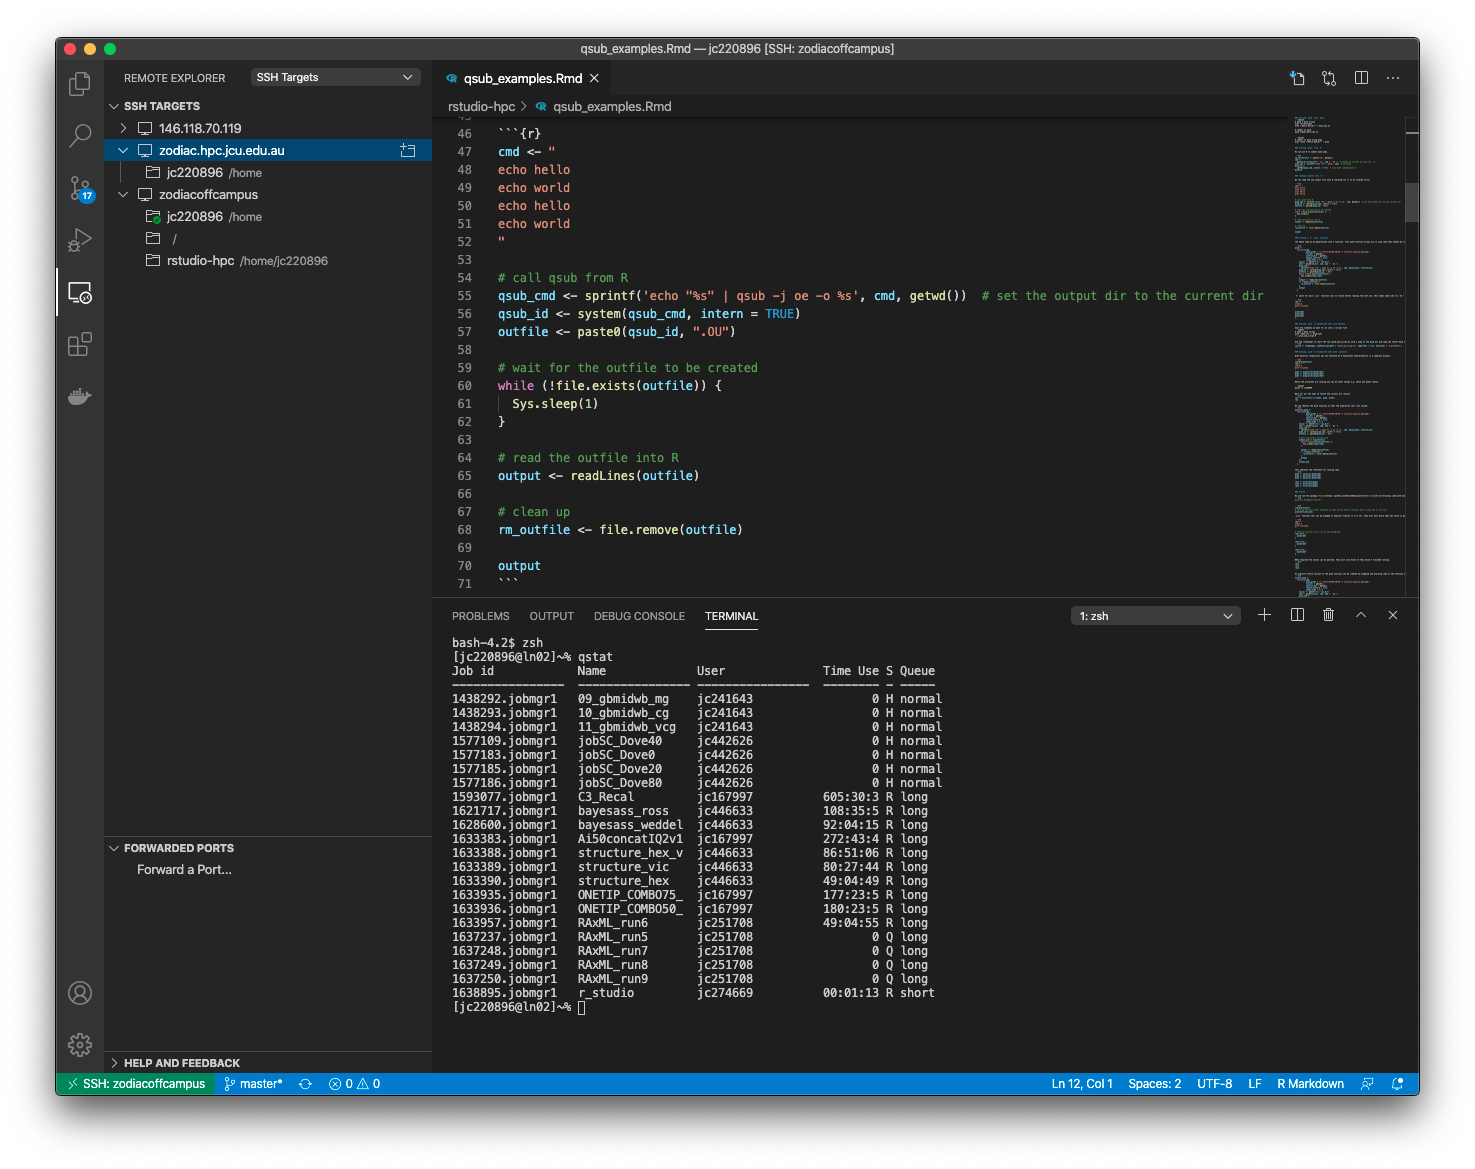 qsub_examples.Rmd — jc220896 [SSH: zodiacoffcampus]
REMOTE EXPLORER
SSH Targets
SSH TARGETS
146.118.70.119
zodiac.hpc.jcu.edu.au
jc220896 /home
zodiacoffcampus
jc220896 /home
/
rstudio-hpc /home/jc220896
17
FORWARDED PORTS
Forward a Port...
HELP AND FEEDBACK
qsub_examples.Rmd
rstudio-hpc > qsub_examples.Rmd
45
46 ```{r}
47 cmd <- "
48 echo hello
49 echo world
50 echo hello
51 echo world
52 "
53
54 # call qsub from R
55 qsub_cmd <- sprintf('echo "%s" | qsub -j oe -o %s', cmd, getwd()) # set the output dir to the current dir
56 qsub_id <- system(qsub_cmd, intern = TRUE)
57 outfile <- paste0(qsub_id, ".OU")
58
59 # wait for the outfile to be created
60 while (!file.exists(outfile)) {
61 Sys.sleep(1)
62 }
63
64 # read the outfile into R
65 output <- readLines(outfile)
66
67 # clean up
68 rm_outfile <- file.remove(outfile)
69
70 output
71 ```
PROBLEMS OUTPUT DEBUG CONSOLE TERMINAL
1: zsh
bash-4.2$ zsh
[jc220896@ln02]~% qstat
Job id Name User Time Use S Queue
---------------- ---------------- ---------------- -------- - -----
1438292.jobmgr1 09_gbmidwb_mg jc241643 0 H normal
1438293.jobmgr1 10_gbmidwb_cg jc241643 0 H normal
1438294.jobmgr1 11_gbmidwb_vcg jc241643 0 H normal
1577109.jobmgr1 jobSC_Dove40 jc442626 0 H normal
1577183.jobmgr1 jobSC_Dove0 jc442626 0 H normal
1577185.jobmgr1 jobSC_Dove20 jc442626 0 H normal
1577186.jobmgr1 jobSC_Dove80 jc442626 0 H normal
1593077.jobmgr1 C3_Recal jc167997 605:30:3 R long
1621717.jobmgr1 bayesass_ross jc446633 108:35:5 R long
1628600.jobmgr1 bayesass_weddel jc446633 92:04:15 R long
1633383.jobmgr1 Ai50concatIQ2v1 jc167997 272:43:4 R long
1633388.jobmgr1 structure_hex_v jc446633 86:51:06 R long
1633389.jobmgr1 structure_vic jc446633 80:27:44 R long
1633390.jobmgr1 structure_hex jc446633 49:04:49 R long
1633935.jobmgr1 ONETIP_COMBO75_ jc167997 177:23:5 R long
1633936.jobmgr1 ONETIP_COMBO50_ jc167997 180:23:5 R long
1633957.jobmgr1 RAxML_run6 jc251708 49:04:55 R long
1637237.jobmgr1 RAxML_run5 jc251708 0 Q long
1637248.jobmgr1 RAxML_run7 jc251708 0 Q long
1637249.jobmgr1 RAxML_run8 jc251708 0 Q long
1637250.jobmgr1 RAxML_run9 jc251708 0 Q long
1638895.jobmgr1 r_studio jc274669 00:01:13 R short
[jc220896@ln02]~%
SSH: zodiacoffcampus master* 0 0 Ln 12, Col 1 Spaces: 2 UTF-8 LF R Markdown